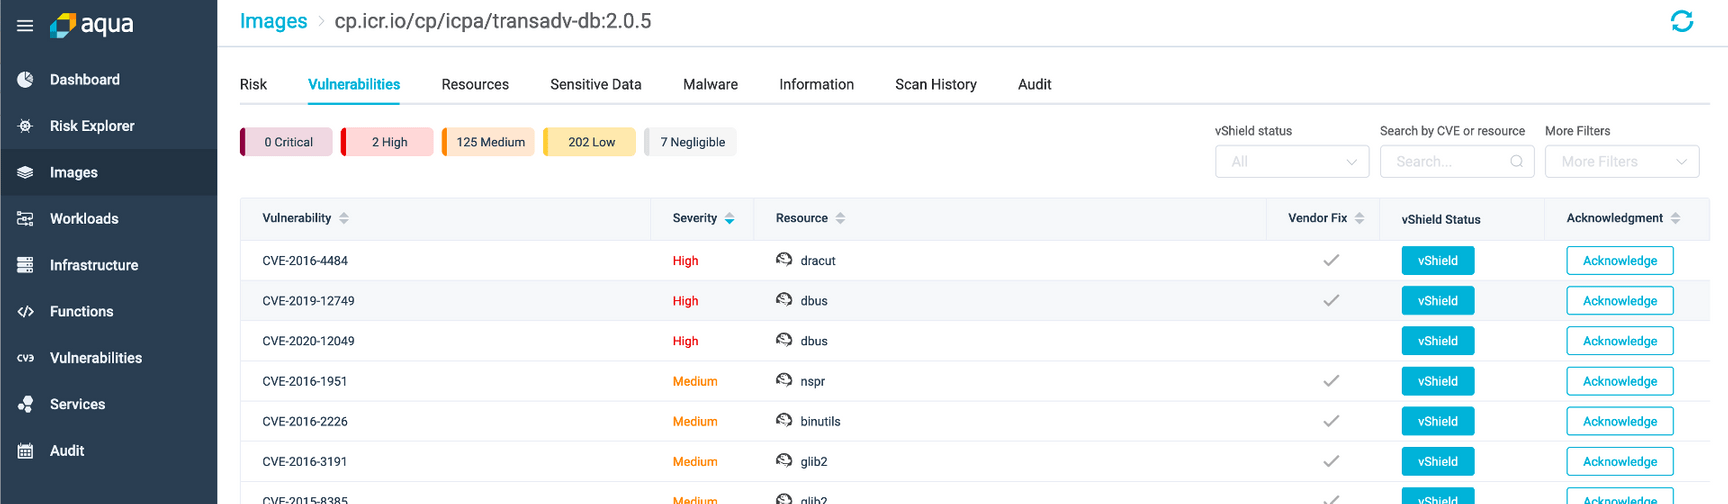 aqua
Images > cp.icr.io/cp/icpa/transadv-db:2.0.5
Dashboard
Risk Explorer
Images
Workloads
Infrastructure
Functions
CVE Vulnerabilities
Services
Audit
Risk Vulnerabilities Resources Sensitive Data Malware Information Scan History Audit
0 Critical 2 High 125 Medium 202 Low 7 Negligible
vShield status Search by CVE or resource More Filters
All Search... More Filters
Vulnerability Severity Resource Vendor Fix vShield Status Acknowledgment
CVE-2016-4484 High dracut vShield Acknowledge
CVE-2019-12749 High dbus vShield Acknowledge
CVE-2020-12049 High dbus vShield Acknowledge
CVE-2016-1951 Medium nspr vShield Acknowledge
CVE-2016-2226 Medium binutils vShield Acknowledge
CVE-2016-3191 Medium glib2 vShield Acknowledge
CVE-2015-8385 Medium glib2 vShield Acknowledge